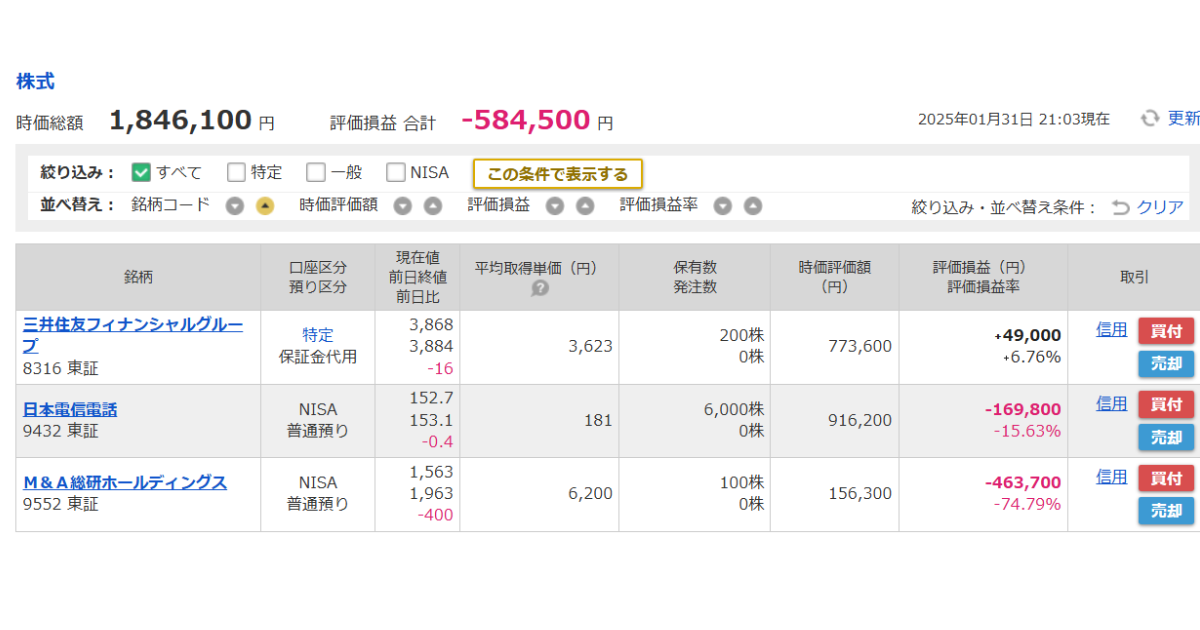 株式
時価総額 1,846,100 円 評価損益 合計 -584,500 円 2025年01月31日 21:03現在 更新
絞り込み： すべて 特定 一般 NISA この条件で表示する
並べ替え： 銘柄コード 時価評価額 評価損益 評価損益率 絞り込み・並べ替え条件： クリア
銘柄 口座区分 預り区分 現在値 前日終値 前日比 平均取得単価（円） ? 保有数 発注数 時価評価額 （円） 評価損益（円） 評価損益率 取引
三井住友フィナンシャルグルー 特定 3,868 200株 +49,000 信用 買付
プ 保証金代用 3,884 3,623 0株 773,600 +6.76%
8316 東証 -16 売却
日本電信電話 NISA 152.7 6,000株 -169,800 信用 買付
9432 東証 普通預り 153.1 181 0株 916,200 -15.63%
-0.4 売却
M＆A総研ホールディングス NISA 1,563 100株 -463,700 信用 買付
9552 東証 普通預り 1,963 6,200 0株 156,300 -74.79%
-400 売却